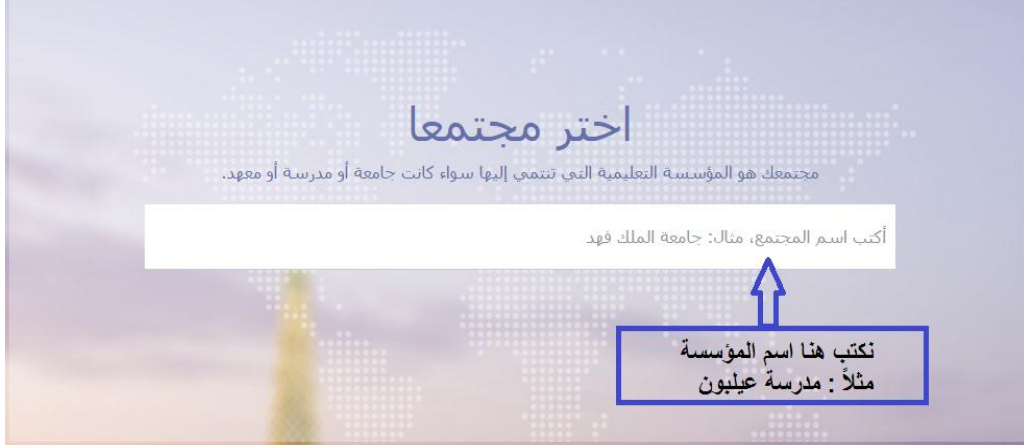 اختر مجتمعا
مجتمعك هو المؤسسة التعليمية التي تنتمي إليها سواء كانت جامعة أو مدرسة أو معهد.
أكتب اسم المجتمع، مثال: جامعة الملك فهد
نكتب هنا اسم المؤسسة
مثلاً : مدرسة عيلبون